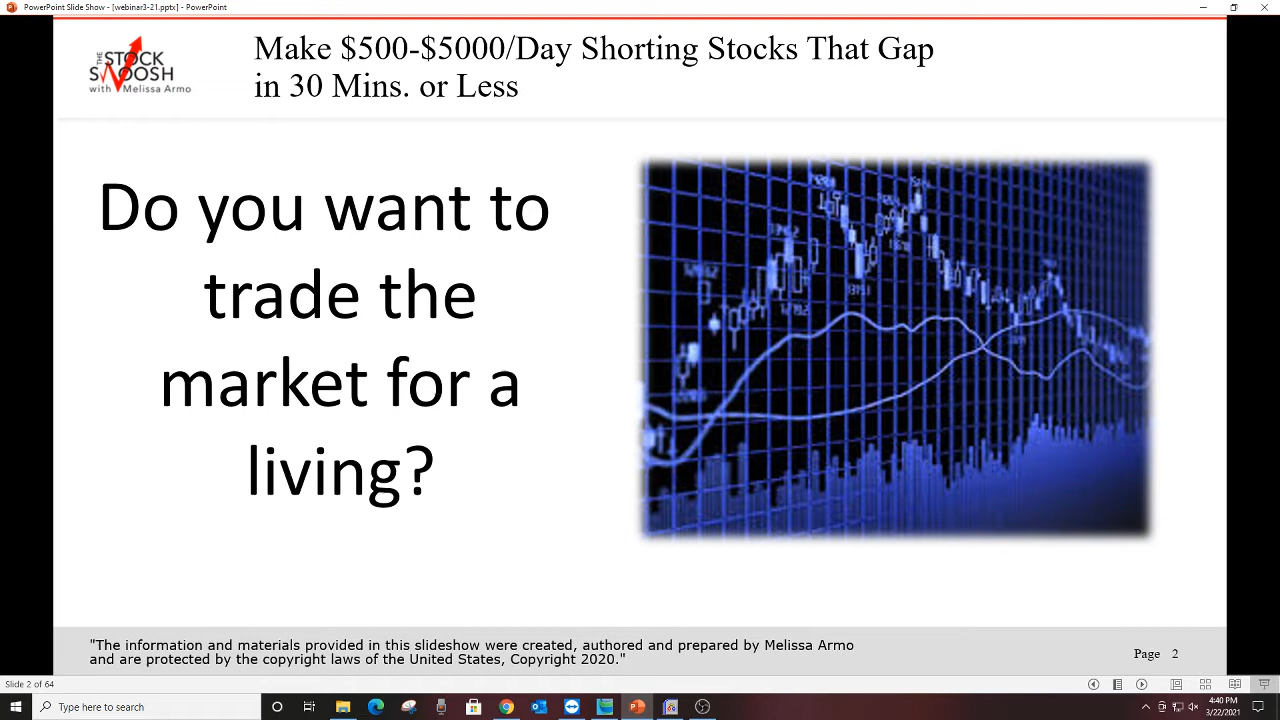 PowerPoint Slide Show - [webinar3-21.pptx] - PowerPoint
THE
STOCK
SWOOSH
with Melissa Armo
Make $500-$5000/Day Shorting Stocks That Gap
in 30 Mins. or Less
Do you want to
trade the
market for a
living?
"The information and materials provided in this slideshow were created, authored and prepared by Melissa Armo
and are protected by the copyright laws of the United States, Copyright 2020."
Page 2
Slide 2 of 64
Type here to search
4:40 PM
3/22/2021